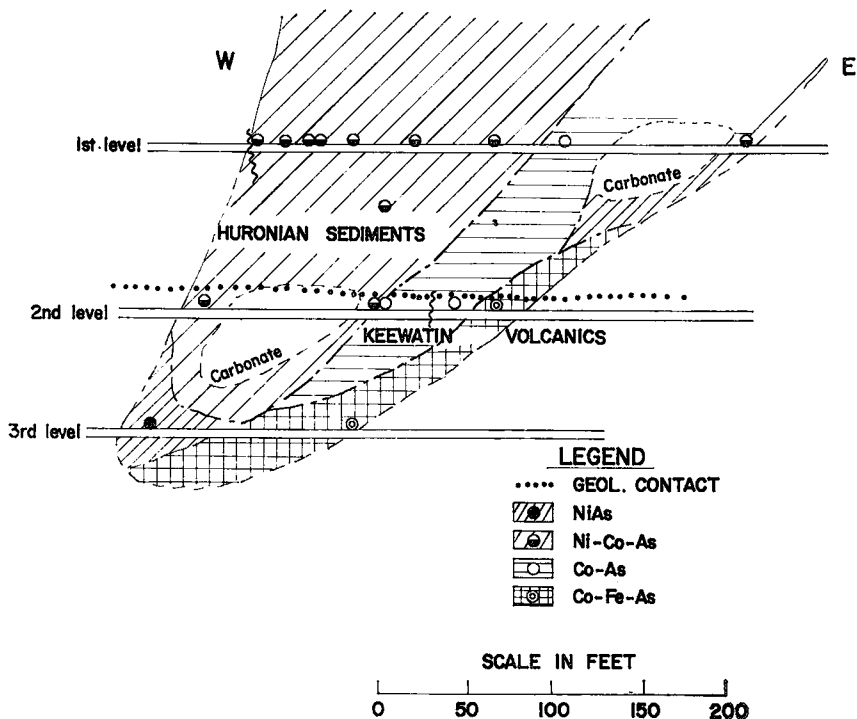 W
E
1st level
Carbonate
HURONIAN SEDIMENTS
2nd level
KEEWATIN VOLCANICS
Carbonate
3rd level
LEGEND
GEOL. CONTACT
NiAs
Ni-Co-As
Co-As
Co-Fe-As
SCALE IN FEET
0 50 100 150 200